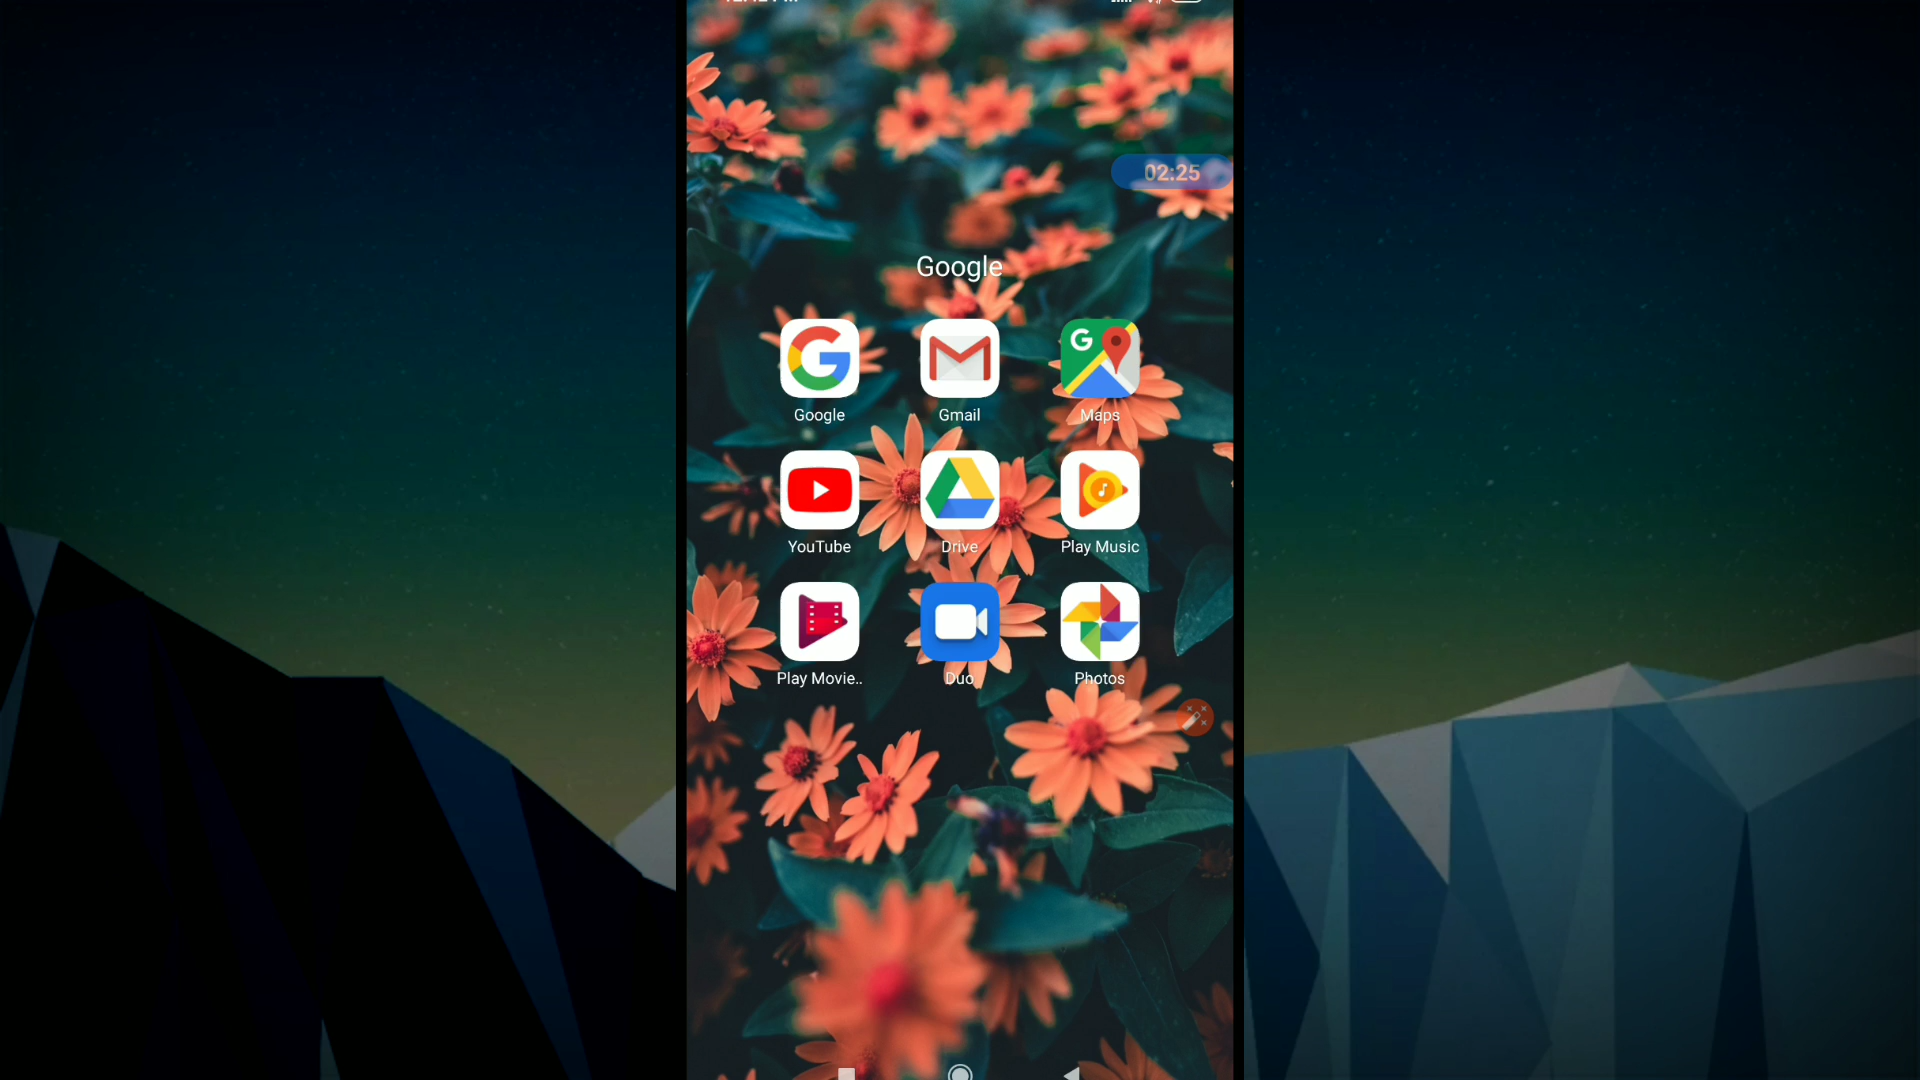 02:25
Google
Google Gmail Maps
YouTube Drive Play Music
Play Movie.. Duo Photos